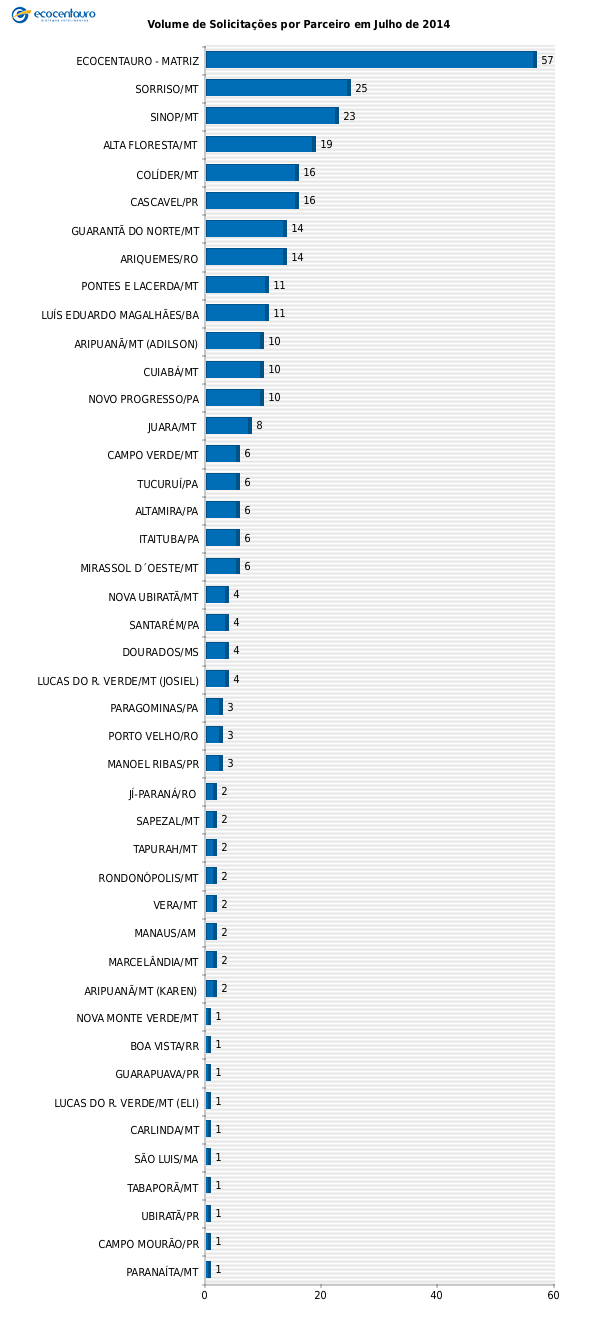 ecocentauro
Volume de Solicitações por Parceiro em Julho de 2014
ECOCENTAURO - MATRIZ 57
SORRISO/MT 25
SINOP/MT 23
ALTA FLORESTA/MT 19
COLÍDER/MT 16
CASCAVEL/PR 16
GUARANTÃ DO NORTE/MT 14
ARIQUEMES/RO 14
PONTES E LACERDA/MT 11
LUÍS EDUARDO MAGALHÃES/BA 11
ARIPUANÃ/MT (ADILSON) 10
CUIABÁ/MT 10
NOVO PROGRESSO/PA 10
JUARA/MT 8
CAMPO VERDE/MT 6
TUCURUÍ/PA 6
ALTAMIRA/PA 6
ITAITUBA/PA 6
MIRASSOL D´OESTE/MT 6
NOVA UBIRATÃ/MT 4
SANTARÉM/PA 4
DOURADOS/MS 4
LUCAS DO R. VERDE/MT (JOSIEL) 4
PARAGOMINAS/PA 3
PORTO VELHO/RO 3
MANOEL RIBAS/PR 3
JÍ-PARANÁ/RO 2
SAPEZAL/MT 2
TAPURAH/MT 2
RONDONÓPOLIS/MT 2
VERA/MT 2
MANAUS/AM 2
MARCELÂNDIA/MT 2
ARIPUANÃ/MT (KAREN) 2
NOVA MONTE VERDE/MT 1
BOA VISTA/RR 1
GUARAPUAVA/PR 1
LUCAS DO R. VERDE/MT (ELI) 1
CARLINDA/MT 1
SÃO LUIS/MA 1
TABAPORÃ/MT 1
UBIRATÃ/PR 1
CAMPO MOURÃO/PR 1
PARANAÍTA/MT 1
0 20 40 60